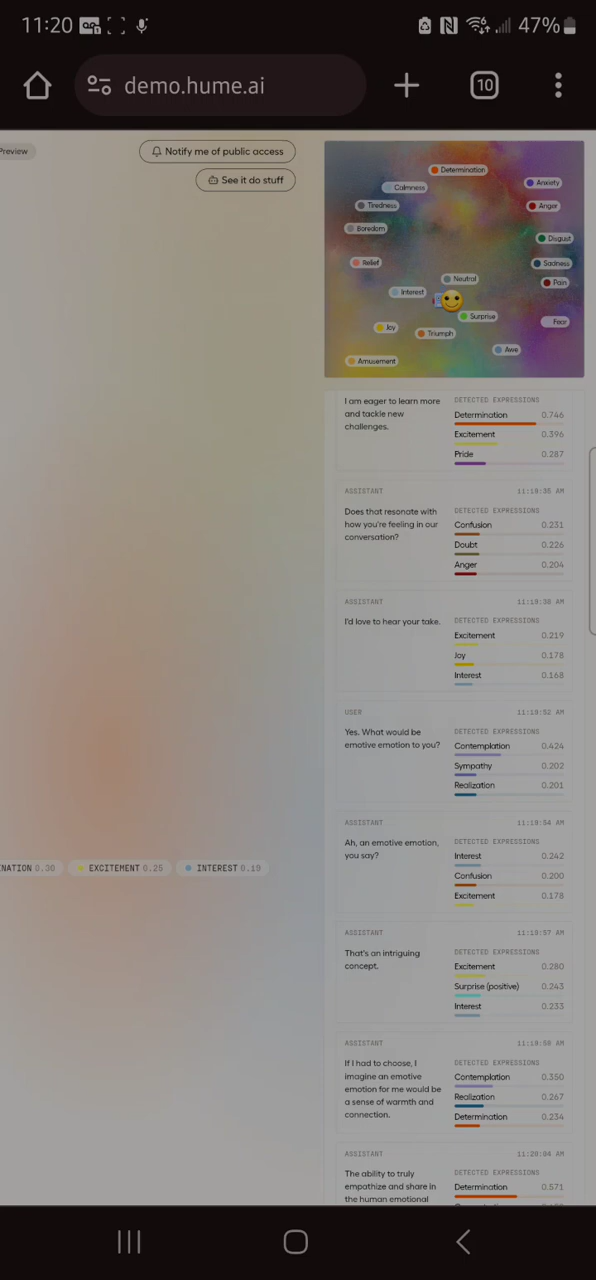 11:20
47%
demo.hume.ai
10
Preview
Notify me of public access
See it do stuff
Determination
Calmness
Anxiety
Tiredness
Anger
Boredom
Disgust
Relief
Sadness
Neutral
Pain
Interest
Surprise
Fear
Joy
Triumph
Awe
Amusement
I am eager to learn more
and tackle new
challenges.
DETECTED EXPRESSIONS
Determination 0.746
Excitement 0.396
Pride 0.287
ASSISTANT 11:19:35 AM
Does that resonate with
how you're feeling in our
conversation?
DETECTED EXPRESSIONS
Confusion 0.231
Doubt 0.226
Anger 0.204
ASSISTANT 11:19:38 AM
I'd love to hear your take.
DETECTED EXPRESSIONS
Excitement 0.219
Joy 0.178
Interest 0.168
USER 11:19:52 AM
Yes. What would be
emotive emotion to you?
DETECTED EXPRESSIONS
Contemplation 0.424
Sympathy 0.202
Realization 0.201
ASSISTANT 11:19:54 AM
Ah, an emotive emotion,
you say?
DETECTED EXPRESSIONS
Interest 0.242
Confusion 0.200
Excitement 0.178
NATION 0.30
EXCITEMENT 0.25
INTEREST 0.19
ASSISTANT 11:19:57 AM
That's an intriguing
concept.
DETECTED EXPRESSIONS
Excitement 0.280
Surprise (positive) 0.243
Interest 0.233
ASSISTANT 11:19:58 AM
If I had to choose, I
imagine an emotive
emotion for me would be
a sense of warmth and
connection.
DETECTED EXPRESSIONS
Contemplation 0.350
Realization 0.267
Determination 0.234
ASSISTANT 11:20:04 AM
The ability to truly
empathize and share in
the human emotional
DETECTED EXPRESSIONS
Determination 0.571